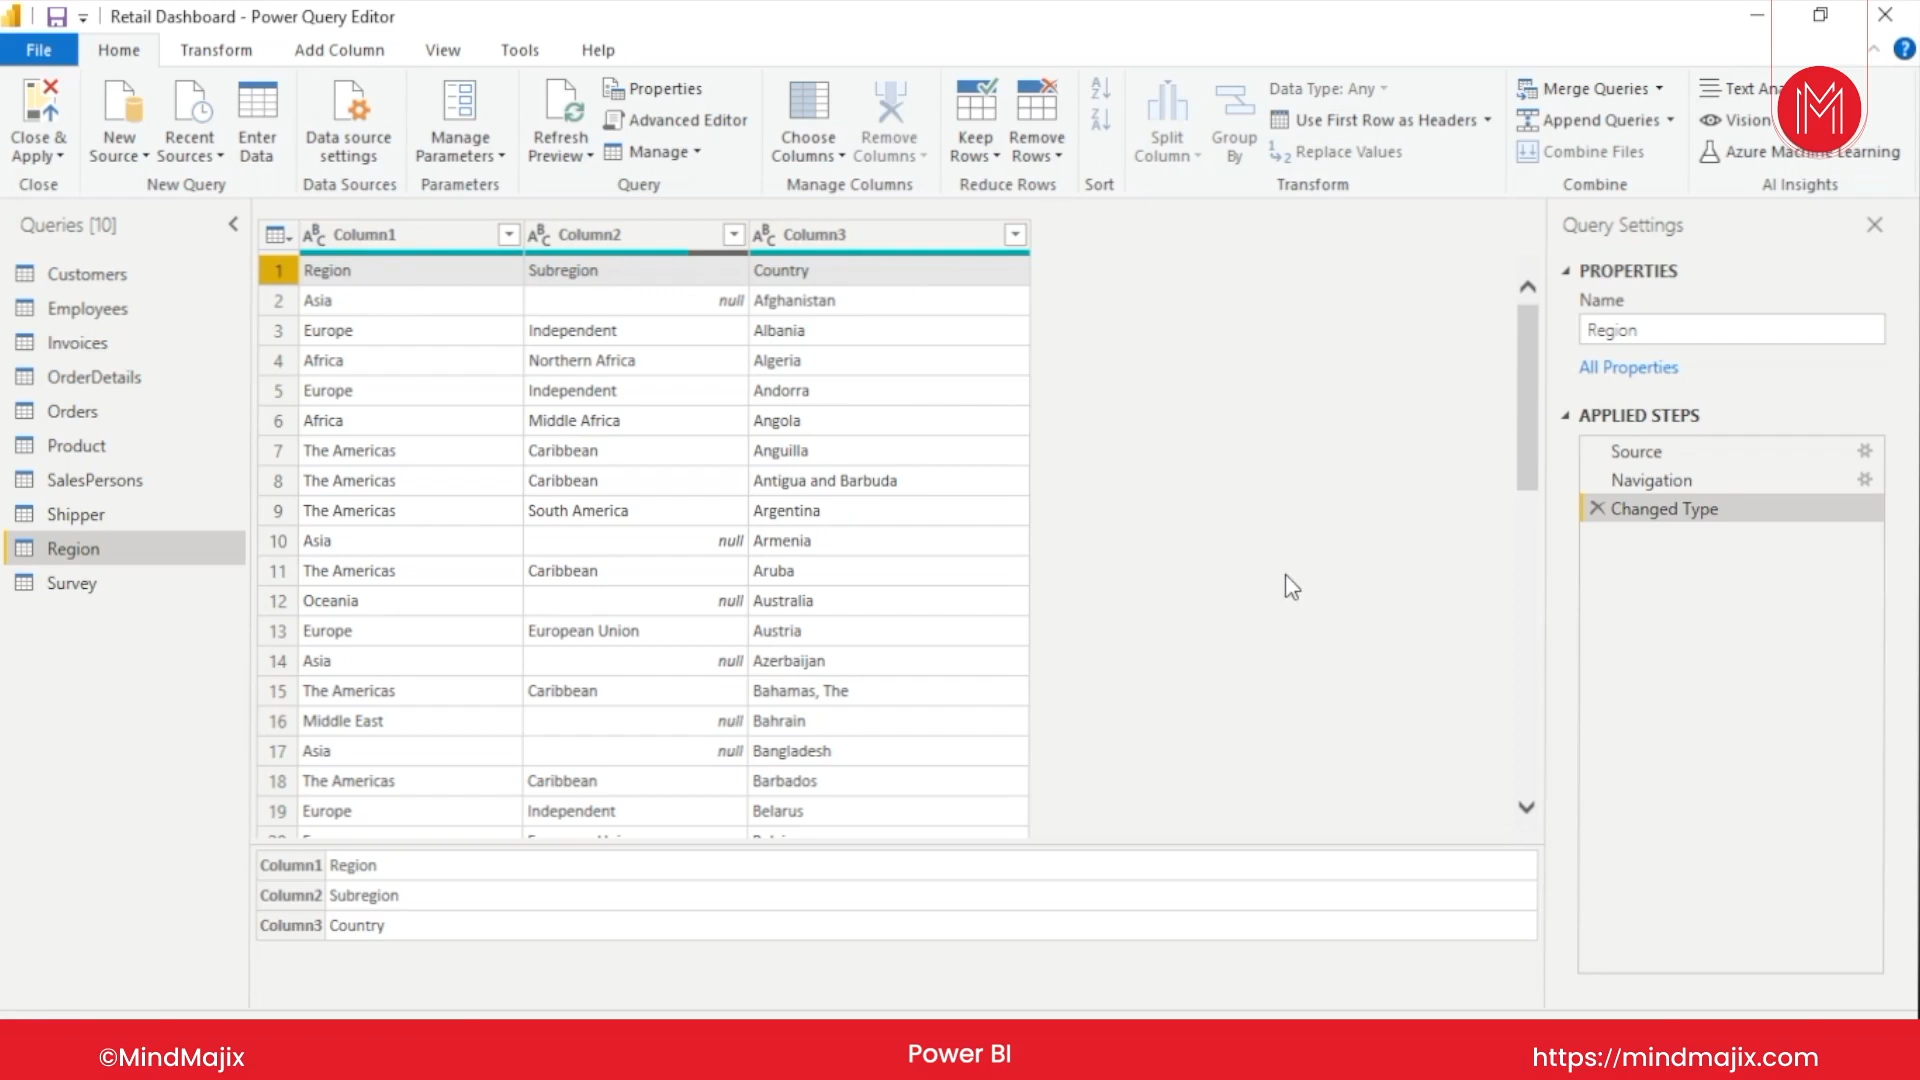 Retail Dashboard - Power Query Editor
File Home Transform Add Column View Tools Help
Close & Apply
New Source
Recent Sources
Enter Data
Data source settings
Manage Parameters
Refresh Preview
Properties
Advanced Editor
Manage
Choose Columns
Remove Columns
Keep Rows
Remove Rows
Split Column
Group By
Data Type: Any
Use First Row as Headers
Replace Values
Merge Queries
Append Queries
Combine Files
Text
Vision
Azure Machine Learning
Close New Query Data Sources Parameters Query Manage Columns Reduce Rows Sort Transform Combine AI Insights
Queries [10]
Customers
Employees
Invoices
OrderDetails
Orders
Product
SalesPersons
Shipper
Region
Survey
Column1 Column2 Column3
1 Region Subregion Country
2 Asia null Afghanistan
3 Europe Independent Albania
4 Africa Northern Africa Algeria
5 Europe Independent Andorra
6 Africa Middle Africa Angola
7 The Americas Caribbean Anguilla
8 The Americas Caribbean Antigua and Barbuda
9 The Americas South America Argentina
10 Asia null Armenia
11 The Americas Caribbean Aruba
12 Oceania null Australia
13 Europe European Union Austria
14 Asia null Azerbaijan
15 The Americas Caribbean Bahamas, The
16 Middle East null Bahrain
17 Asia null Bangladesh
18 The Americas Caribbean Barbados
19 Europe Independent Belarus
Column1 Region
Column2 Subregion
Column3 Country
Query Settings
PROPERTIES
Name
Region
All Properties
APPLIED STEPS
Source
Navigation
Changed Type
©MindMajix Power BI https://mindmajix.com